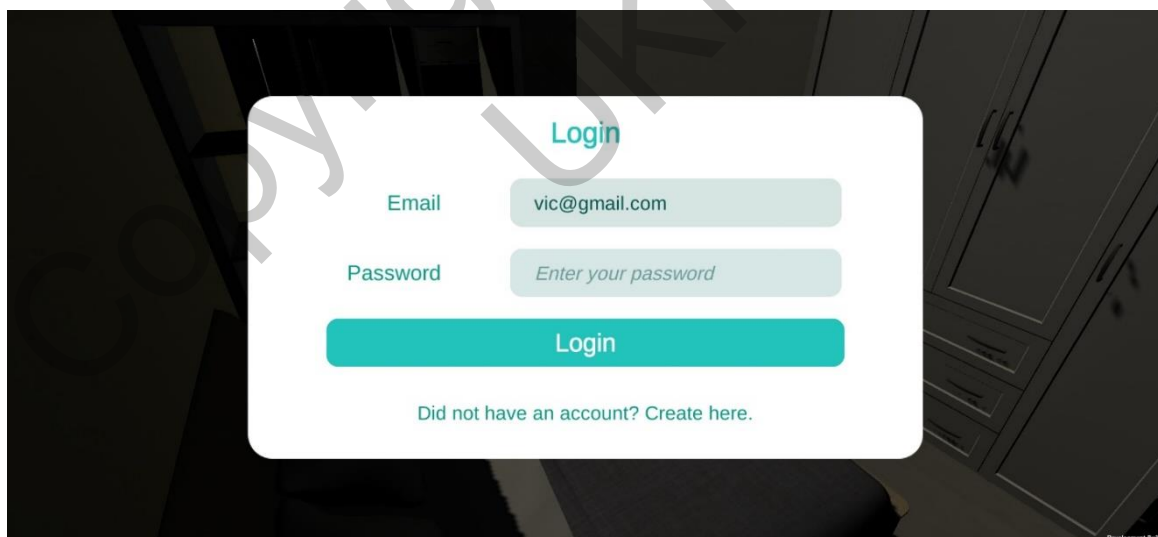 Login
Email
vic@gmail.com
Password
Enter your password
Login
Did not have an account? Create here.